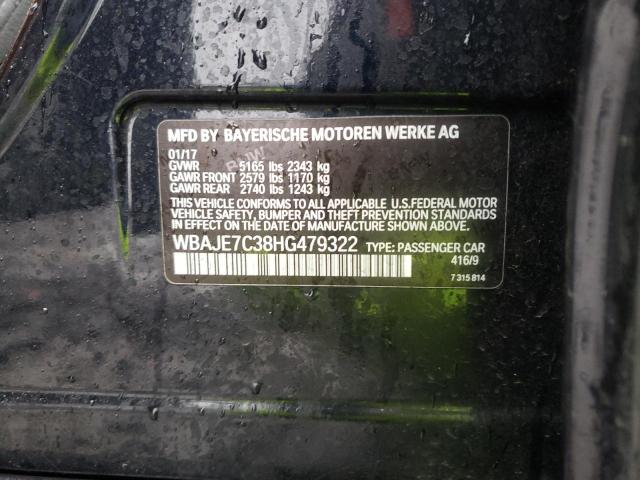 MFD BY BAYERISCHE MOTOREN WERKE AG
01/17
GVWR 5165 lbs 2343 kg
GAWR FRONT 2579 lbs 1170 kg
GAWR REAR 2740 lbs 1243 kg
THIS VEHICLE CONFORMS TO ALL APPLICABLE U.S.FEDERAL MOTOR
VEHICLE SAFETY, BUMPER AND THEFT PREVENTION STANDARDS
IN EFFECT ON THE DATE OF MANUFACTURE SHOWN ABOVE.
WBAJE7C38HG479322 TYPE: PASSENGER CAR
416/9
7 315 814